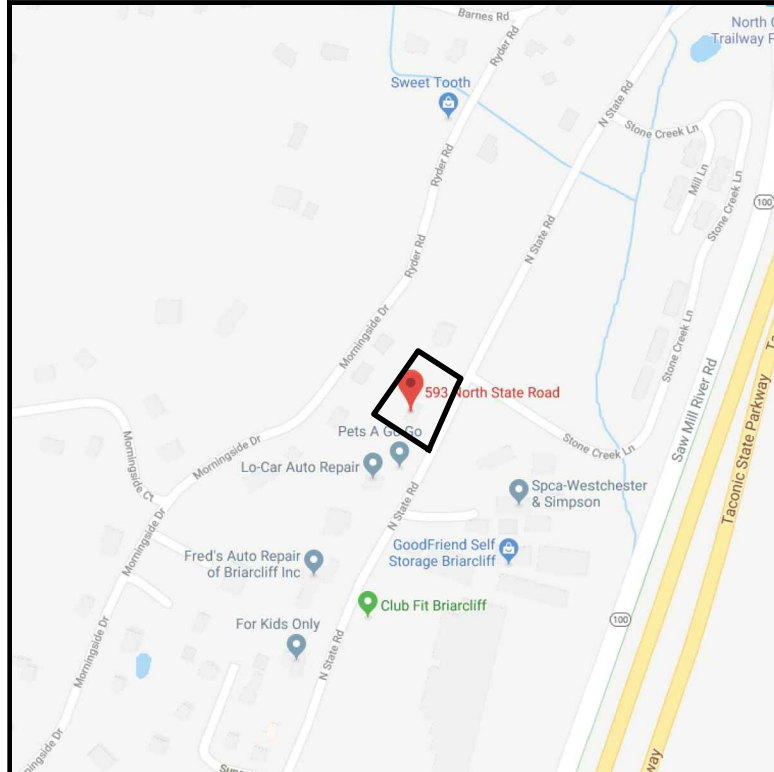 Barnes Rd
North
Trailway
Ryder Rd
Sweet Tooth
N State Rd
Stone Creek Ln
Mill Ln
Ryder Rd
Stone Creek Ln
100
Ryder Rd
N State Rd
Morningside Dr
Stone Creek Ln
593 North State Road
Saw Mill River Rd
Taconic State Parkway
Pets A Go Go
Morningside Ct
Morningside Dr
Lo-Car Auto Repair
Stone Creek Ln
Spca-Westchester
& Simpson
N State Rd
Morningside Dr
GoodFriend Self
Storage Briarcliff
Fred's Auto Repair
of Briarcliff Inc
Club Fit Briarcliff
100
For Kids Only
N State Rd
Morningside Dr